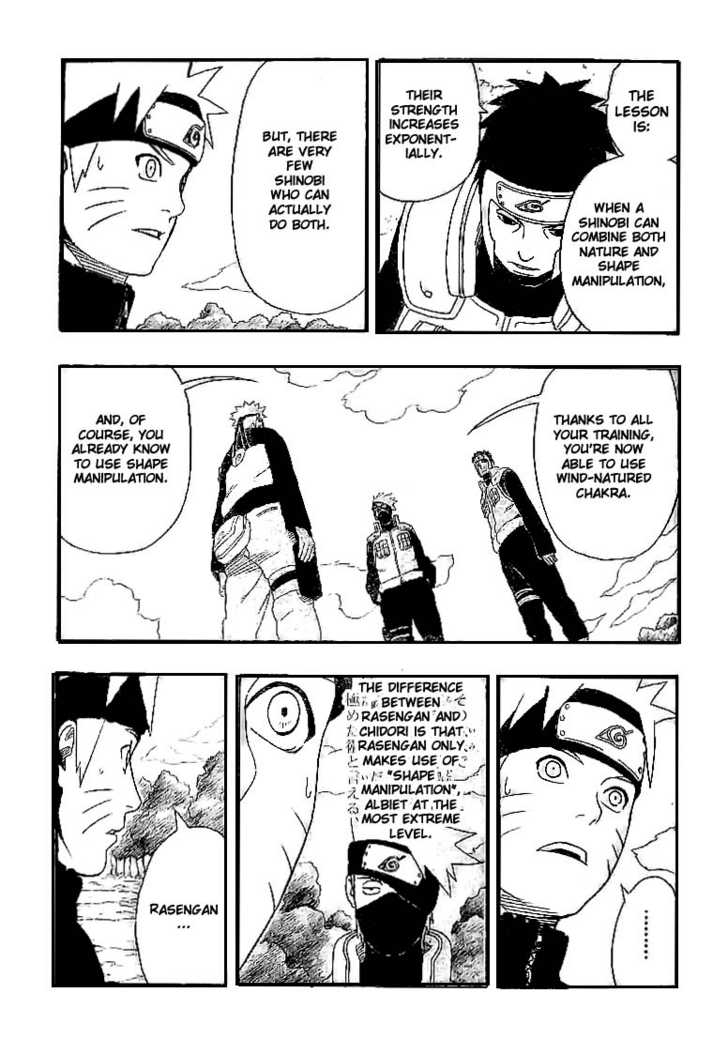 THE
LESSON
IS:
WHEN A
SHINOBI CAN
COMBINE BOTH
NATURE AND
SHAPE
MANIPULATION,
THEIR
STRENGTH
INCREASES
EXPONENT-
IALLY.
BUT, THERE
ARE VERY
FEW
SHINOBI
WHO CAN
ACTUALLY
DO BOTH.
THANKS TO ALL
YOUR TRAINING,
YOU'RE NOW
ABLE TO USE
WIND-NATURED
CHAKRA.
AND, OF
COURSE, YOU
ALREADY KNOW
TO USE SHAPE
MANIPULATION.
........
THE DIFFERENCE
BETWEEN
RASENGAN AND
CHIDORI IS THAT
RASENGAN ONLY
MAKES USE OF
"SHAPE
MANIPULATION",
ALBIET AT THE
MOST EXTREME
LEVEL.
RASENGAN
...